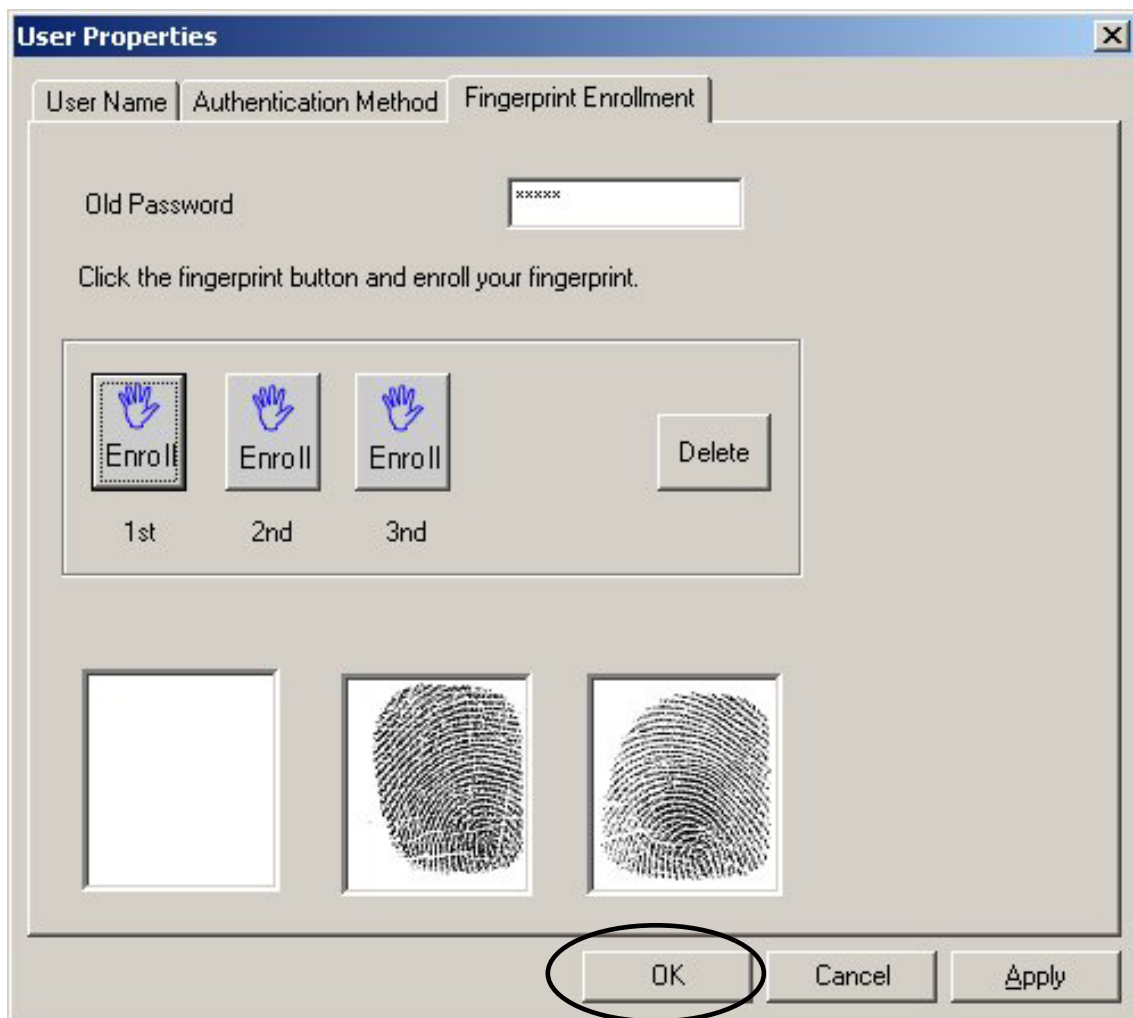 User Properties
User Name Authentication Method Fingerprint Enrollment
Old Password xxxxx
Click the fingerprint button and enroll your fingerprint.
Enroll Enroll Enroll Delete
1st 2nd 3nd
OK Cancel Apply